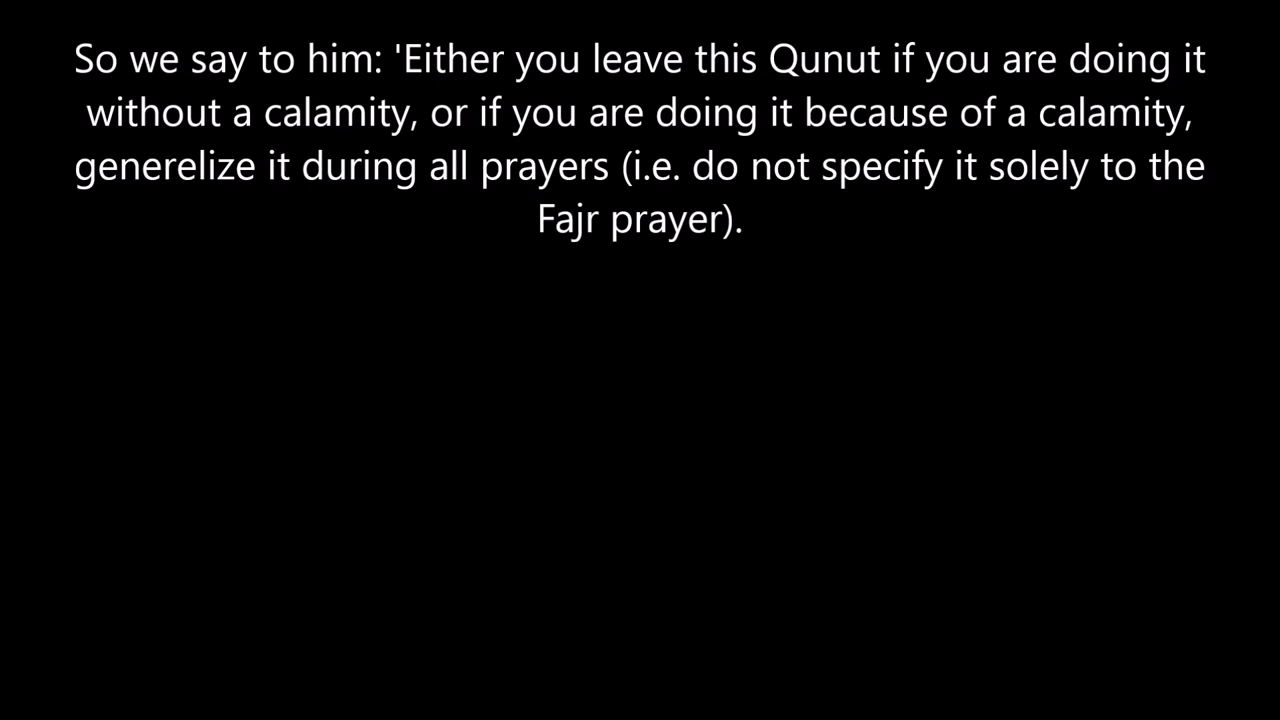 So we say to him: 'Either you leave this Qunut if you are doing it
without a calamity, or if you are doing it because of a calamity,
generelize it during all prayers (i.e. do not specify it solely to the
Fajr prayer).